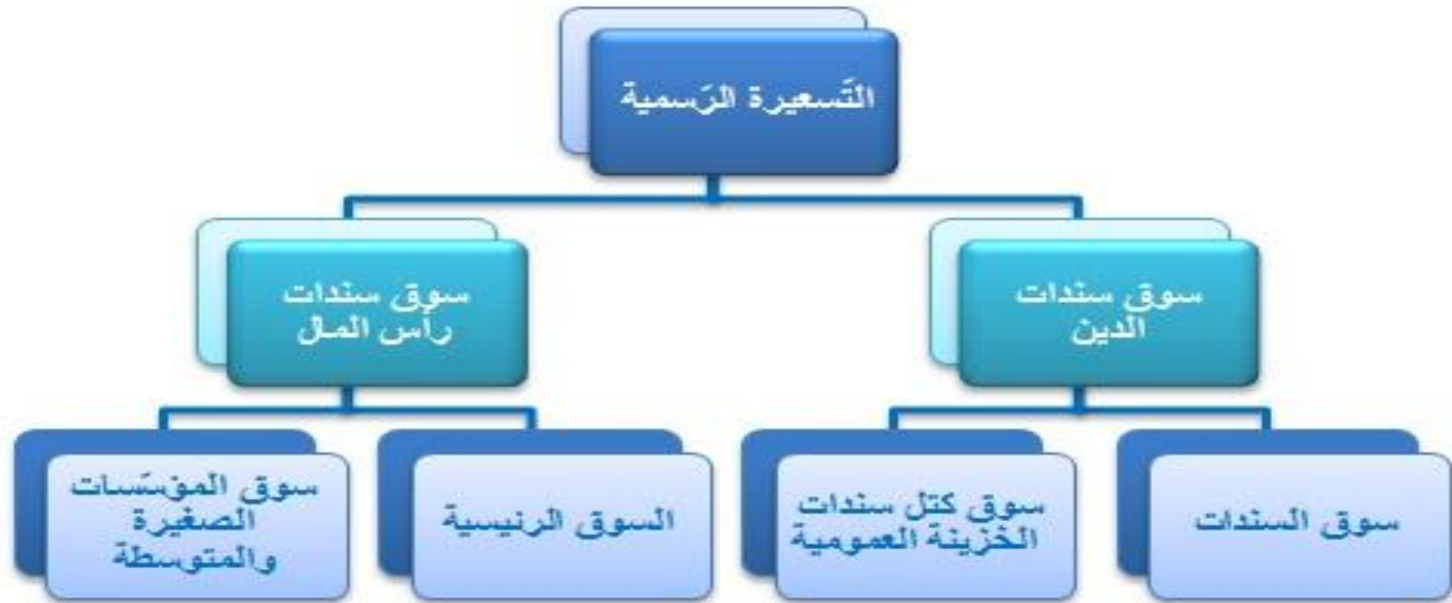 التّسعيرة الرّسمية
سوق سندات
الدين
سوق سندات
رأس المال
سوق السندات
سوق كتل سندات
الخزينة العمومية
السوق الرئيسية
سوق المؤسّسات
الصغيرة
والمتوسطة